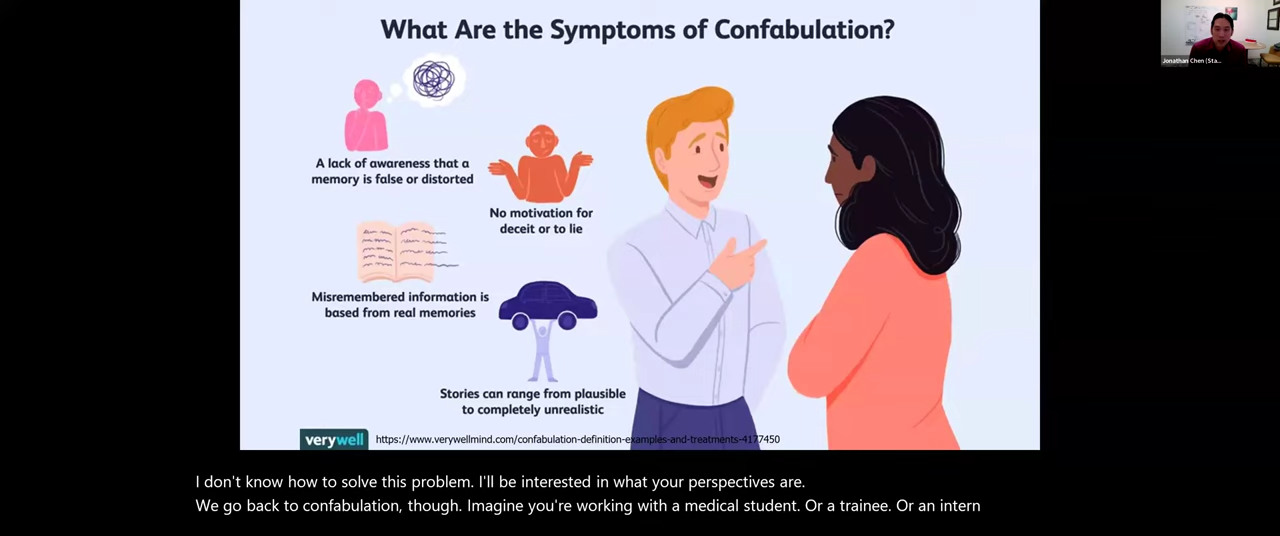 What Are the Symptoms of Confabulation?
Jonathan Chen (Sta...
A lack of awareness that a
memory is false or distorted
No motivation for
deceit or to lie
Misremembered information is
based from real memories
Stories can range from plausible
to completely unrealistic
verywell
https://www.verywellmind.com/confabulation-definition-examples-and-treatments-4177450
I don't know how to solve this problem. I'll be interested in what your perspectives are.
We go back to confabulation, though. Imagine you're working with a medical student. Or a trainee. Or an intern